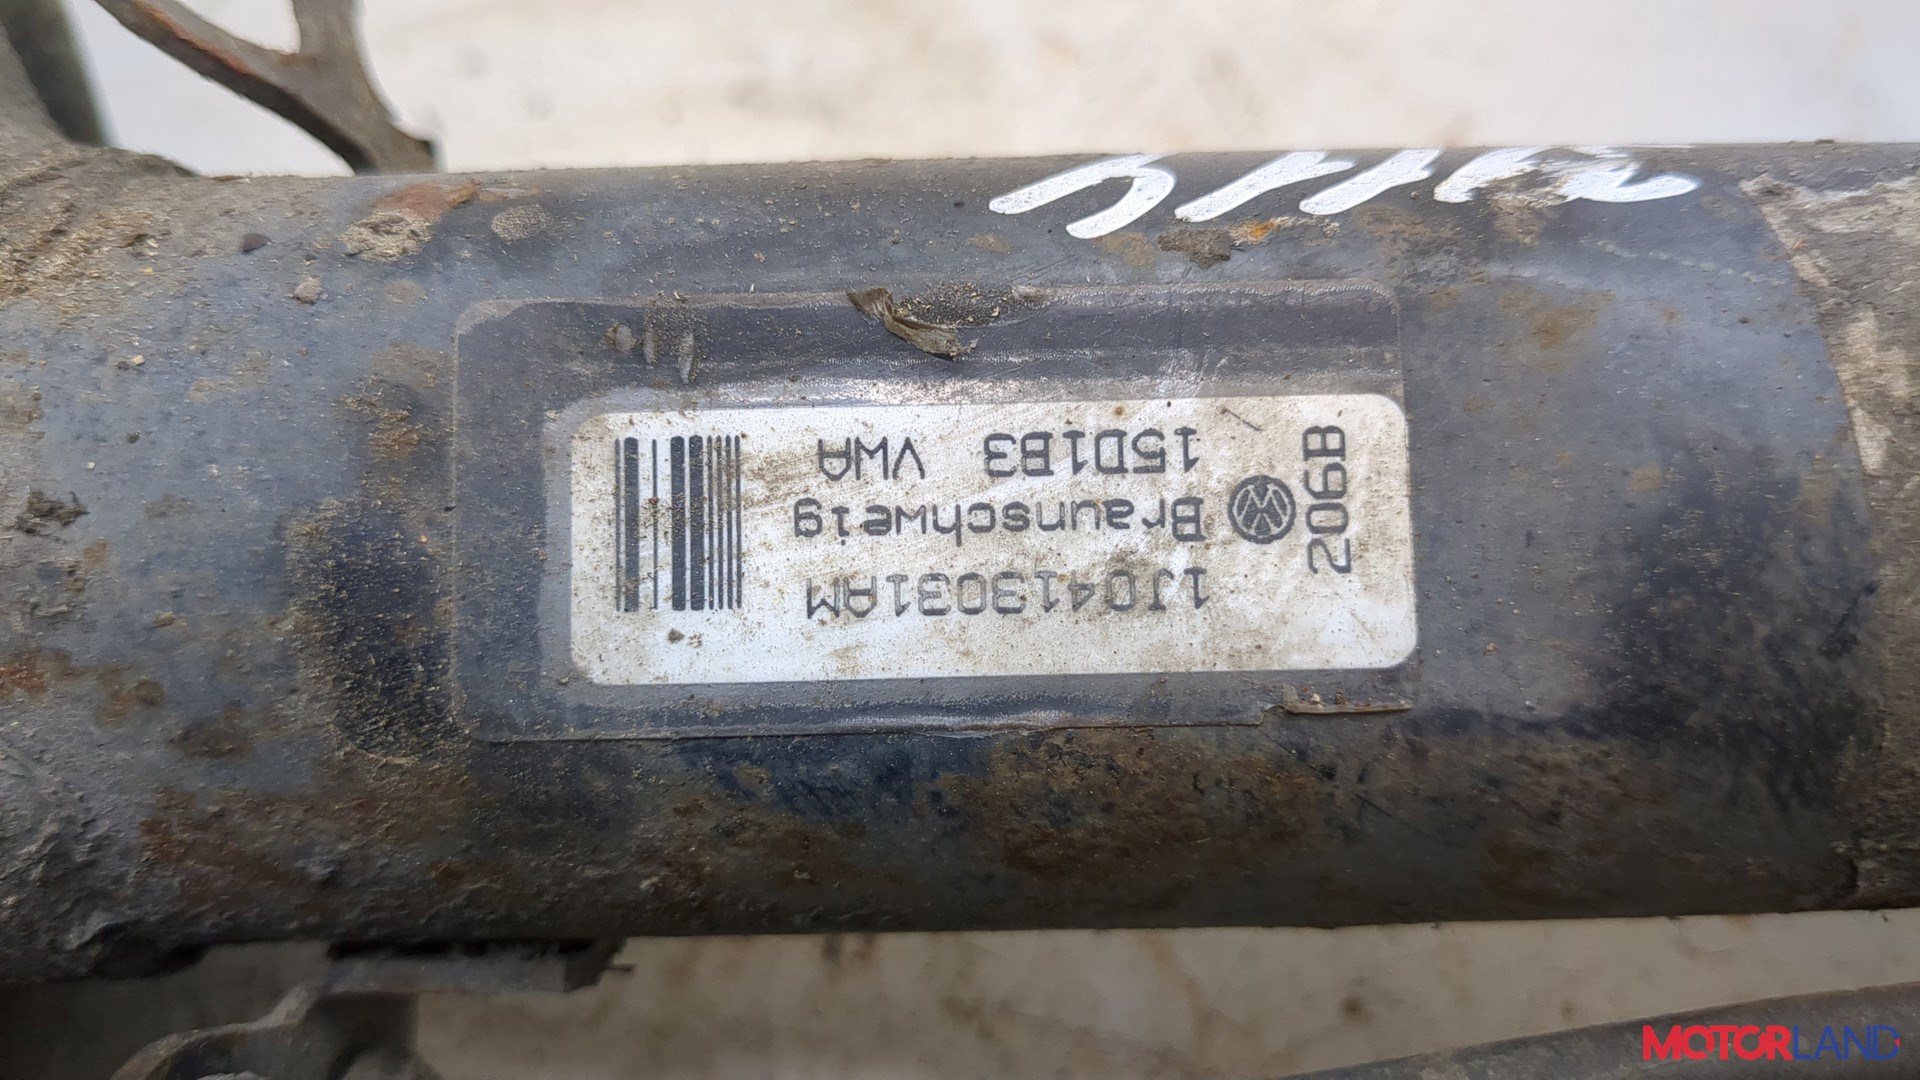 206B
1J0413031AM
Braunschweig
15D1B3 VWA
MOTORLAND